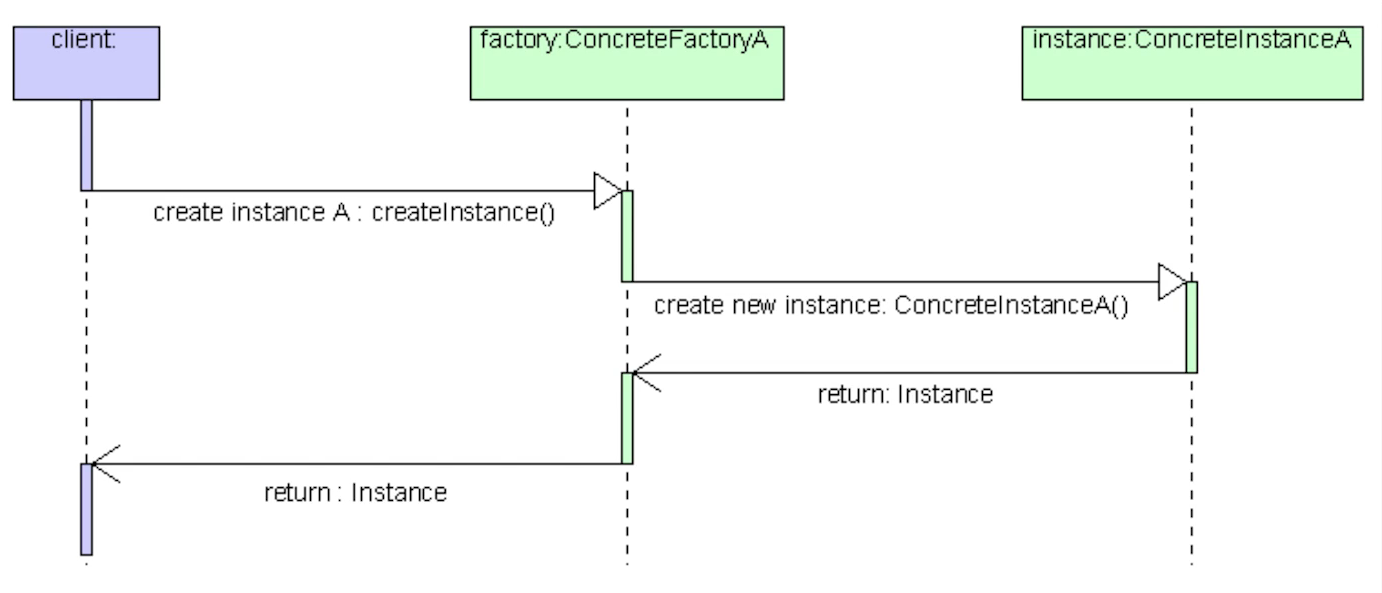 client:
factory:ConcreteFactoryA
instance:ConcreteInstanceA
create instance A : createInstance()
create new instance: ConcreteInstanceA()
return: Instance
return : Instance